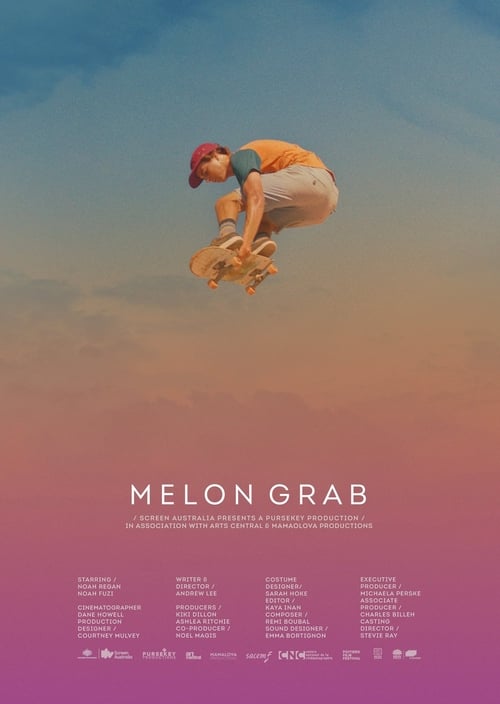 MELON GRAB
/ SCREEN AUSTRALIA PRESENTS A PURSEKEY PRODUCTION /
IN ASSOCIATION WITH ARTS CENTRAL & MAMAOLOVA PRODUCTIONS
STARRING /
NOAH REGAN
NOAH FUZI
CINEMATOGRAPHER
DANE HOWELL
PRODUCTION
DESIGNER /
COURTNEY MULVEY
WRITER &
DIRECTOR /
ANDREW LEE
PRODUCERS /
KIKI DILLON
ASHLEA RITCHIE
CO-PRODUCER /
NOEL MAGIS
COSTUME
DESIGNER/
SARAH HOKE
EDITOR /
KAYA INAN
COMPOSER /
REMI BOUBAL
SOUND DESIGNER /
EMMA BORTIGNON
EXECUTIVE
PRODUCER /
MICHAELA PERSKE
ASSOCIATE
PRODUCER /
CHARLES BILLEH
CASTING
DIRECTOR /
STEVIE RAY
Screen
Australia
PURSEKEY
PRODUCTIONS
MAMALOVA
sacem
CNC